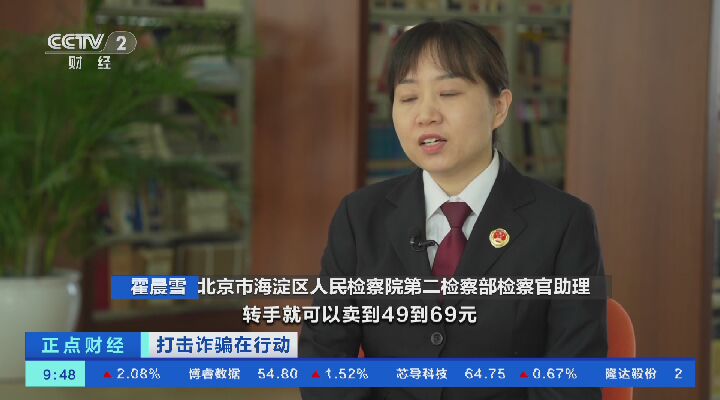 CCTV 2
财经
霍晨雪 北京市海淀区人民检察院第二检察部检察官助理
转手就可以卖到49到69元
正点财经 打击诈骗在行动
9:48 ▲2.08% 博睿数据 54.80 ▲1.52% 芯导科技 64.75 ▲0.67% 隆达股份 2